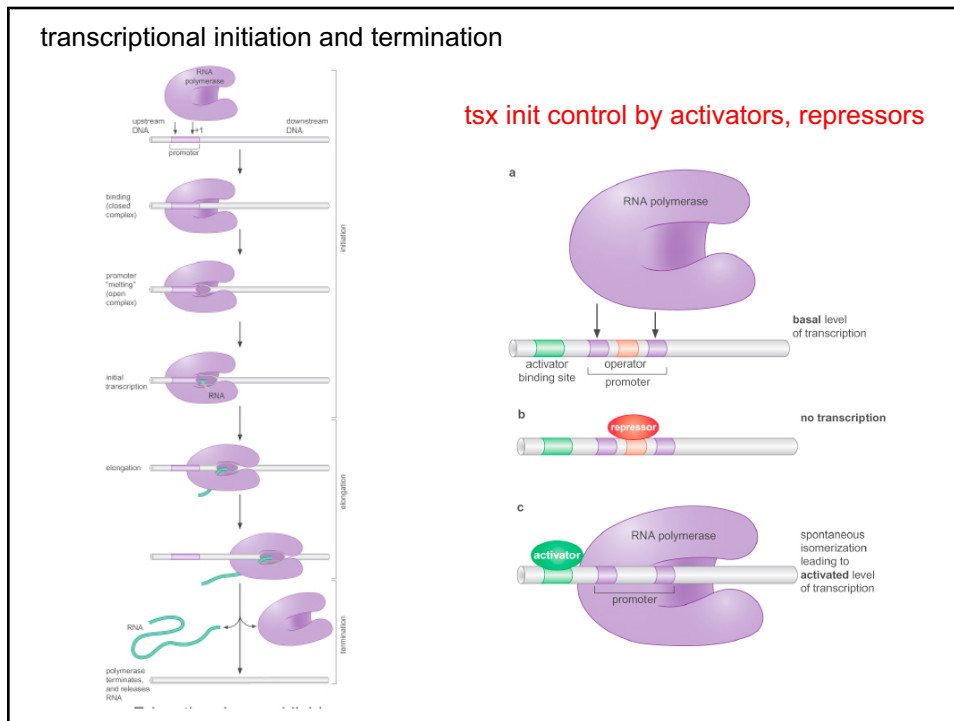 transcriptional initiation and termination
RNA
polymerase
upstream
DNA
+1
downstream
DNA
promoter
binding
(closed
complex)
promoter
"melting"
(open
complex)
initial
transcription
RNA
initiation
elongation
elongation
RNA
termination
polymerase
terminates,
and releases
RNA
tsx init control by activators, repressors
a
RNA polymerase
basal level
of transcription
activator
binding site
operator
promoter
b
no transcription
repressor
c
RNA polymerase
activator
promoter
spontaneous
isomerization
leading to
activated level
of transcription